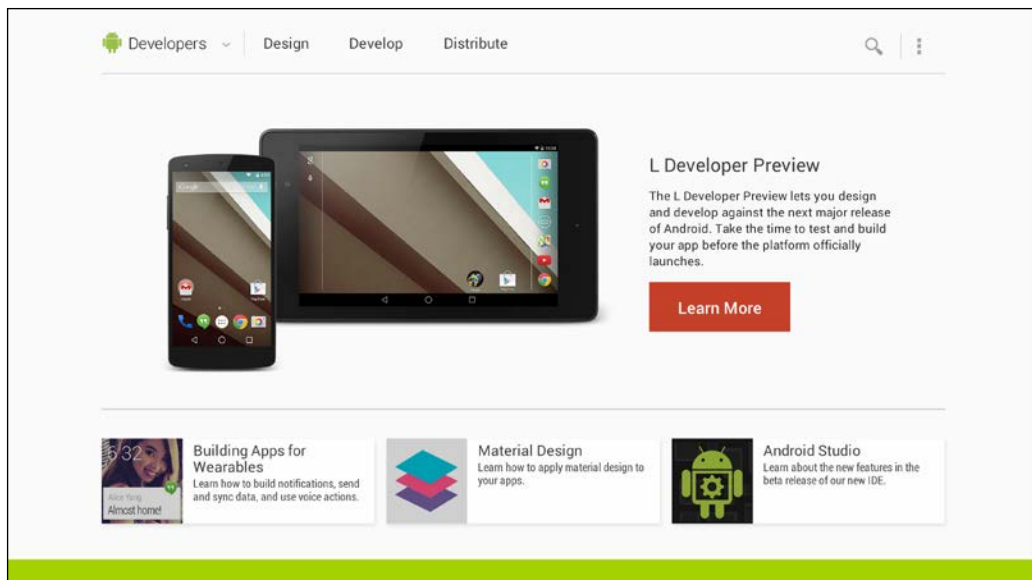 Developers Design Develop Distribute
L Developer Preview
The L Developer Preview lets you design
and develop against the next major release
of Android. Take the time to test and build
your app before the platform officially
launches.
Learn More
Google
5:32
Alice Yang
Almost home!
Building Apps for
Wearables
Learn how to build notifications, send
and sync data, and use voice actions.
Material Design
Learn how to apply material design to
your apps.
Android Studio
Learn about the new features in the
beta release of our new IDE.